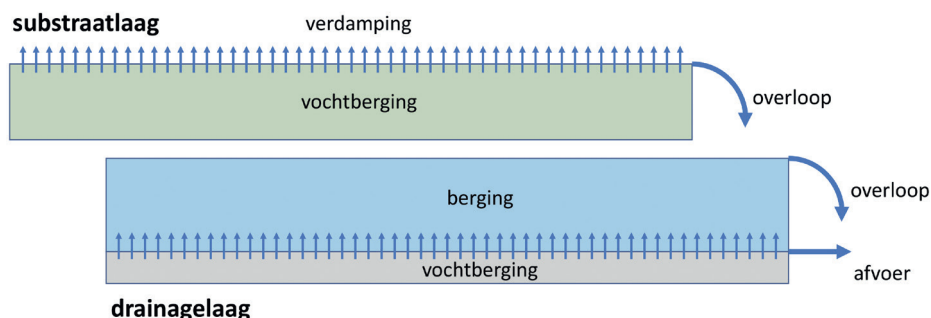 substraatlaag
verdamping
vochtberging
overloop
berging
overloop
vochtberging
afvoer
drainagelaag